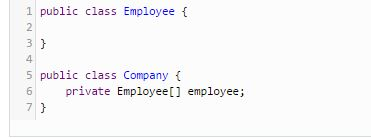 1 public class Employee {
2
3 }
4
5 public class Company {
6     private Employee[] employee;
7 }